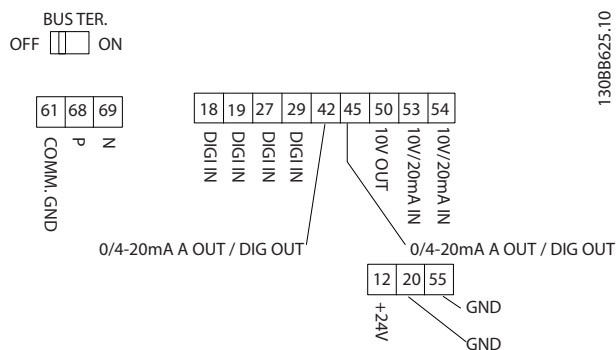 BUS TER.
OFF ON
130BB625.10
61 68 69
COMM. GND
P
N
18 19 27 29 42 45 50 53 54
DIGI IN
DIGI IN
DIGI IN
DIGI IN
10V OUT
10V/20mA IN
10V/20mA IN
0/4-20mA A OUT / DIG OUT
0/4-20mA A OUT / DIG OUT
12 20 55
+24V
GND
GND